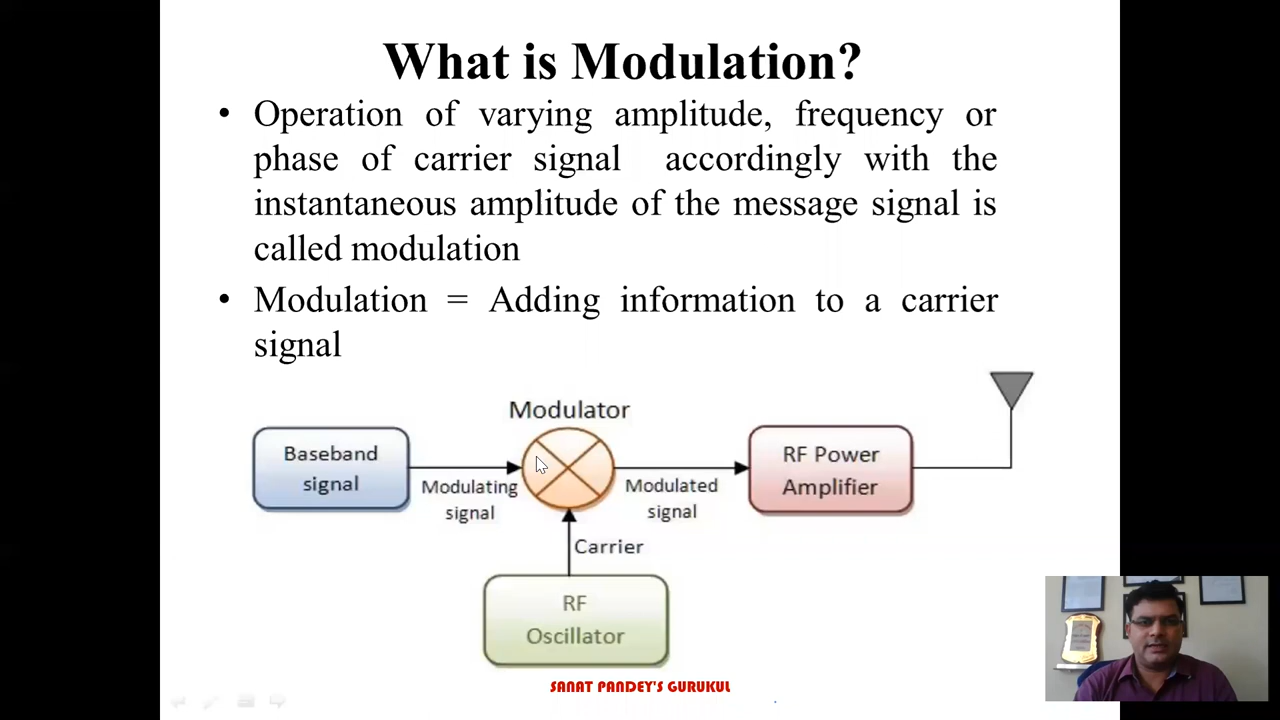 What is Modulation?
• Operation of varying amplitude, frequency or
phase of carrier signal accordingly with the
instantaneous amplitude of the message signal is
called modulation
• Modulation = Adding information to a carrier
signal
Modulator
Baseband
signal
Modulating
signal
Modulated
signal
RF Power
Amplifier
Carrier
RF
Oscillator
SANAT PANDEY'S GURUKUL